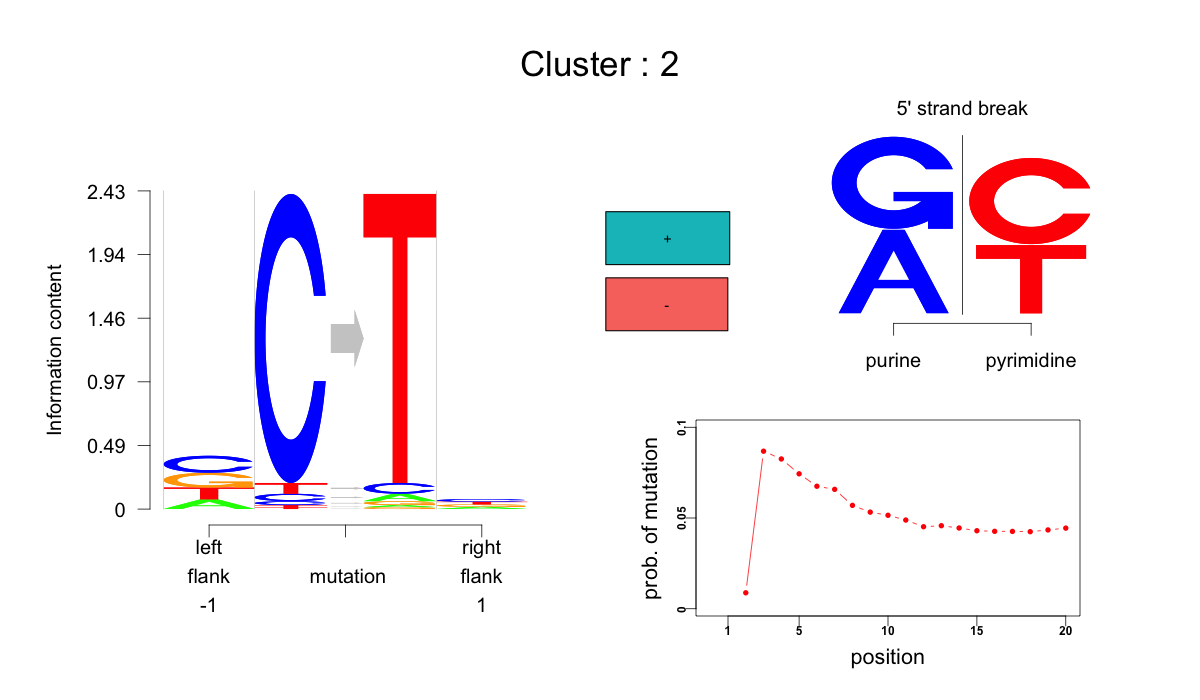 Cluster : 2
5' strand break
G C
A T
purine pyrimidine
+
-
Information content
2.43
1.94
1.46
0.97
0.49
0
C
G
T
A
C
T
C
C
T
T
C
A
left
flank
-1
mutation
right
flank
1
prob. of mutation
0.1
0.05
0
1 5 10 15 20
position